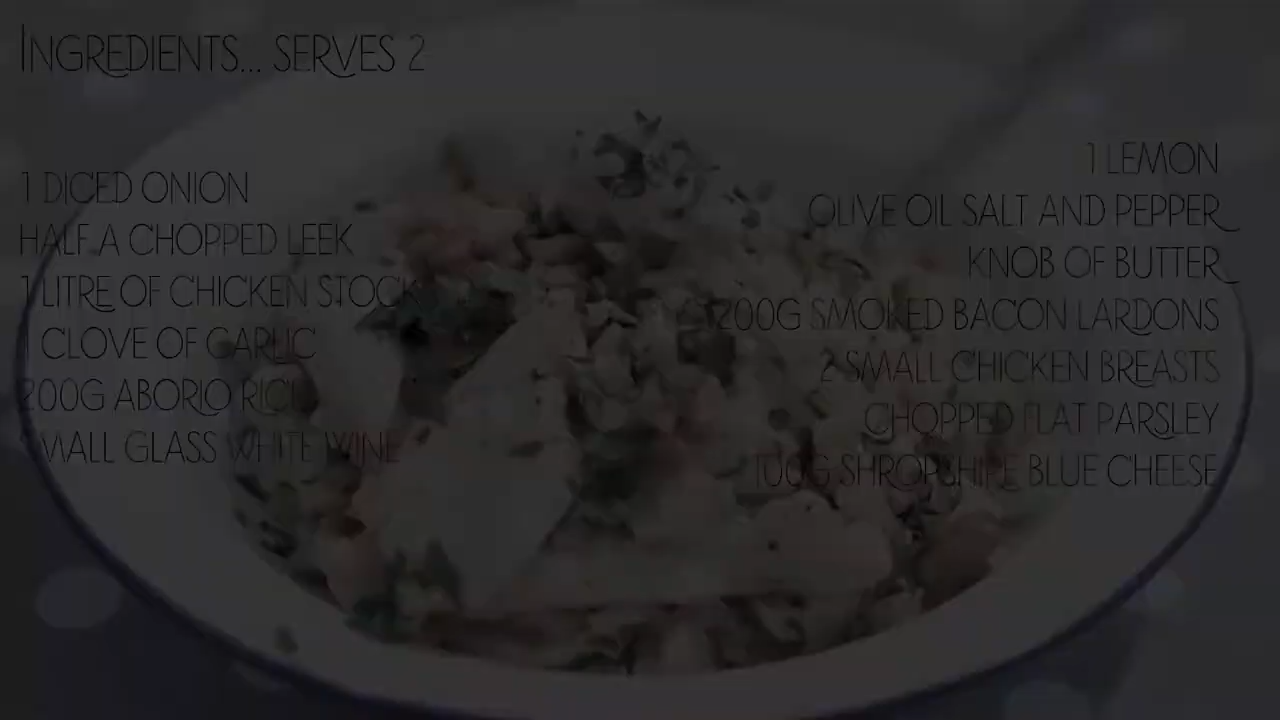 INGREDIENTS... SERVES 2
1 DICED ONION
HALF A CHOPPED LEEK
1 LITRE OF CHICKEN STOCK
1 CLOVE OF GARLIC
200G ABORIO RICE
SMALL GLASS WHITE WINE
1 LEMON
OLIVE OIL SALT AND PEPPER
KNOB OF BUTTER
200G SMOKED BACON LARDONS
2 SMALL CHICKEN BREASTS
CHOPPED FLAT PARSLEY
100G SHROPSHIRE BLUE CHEESE